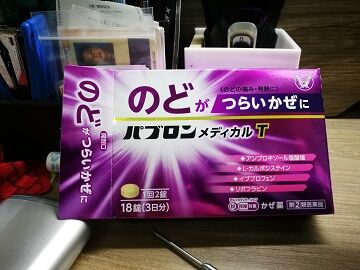 のどが
つらいかぜに
〈のどの痛み・発熱に〉
パブロンメディカルT
・アンブロキソール塩酸塩
・L-カルボシステイン
・イブプロフェン
・リボフラビン
1回2錠
18錠(3日分)
かぜ薬
第②類医薬品
のどがつらいかぜに
開封口